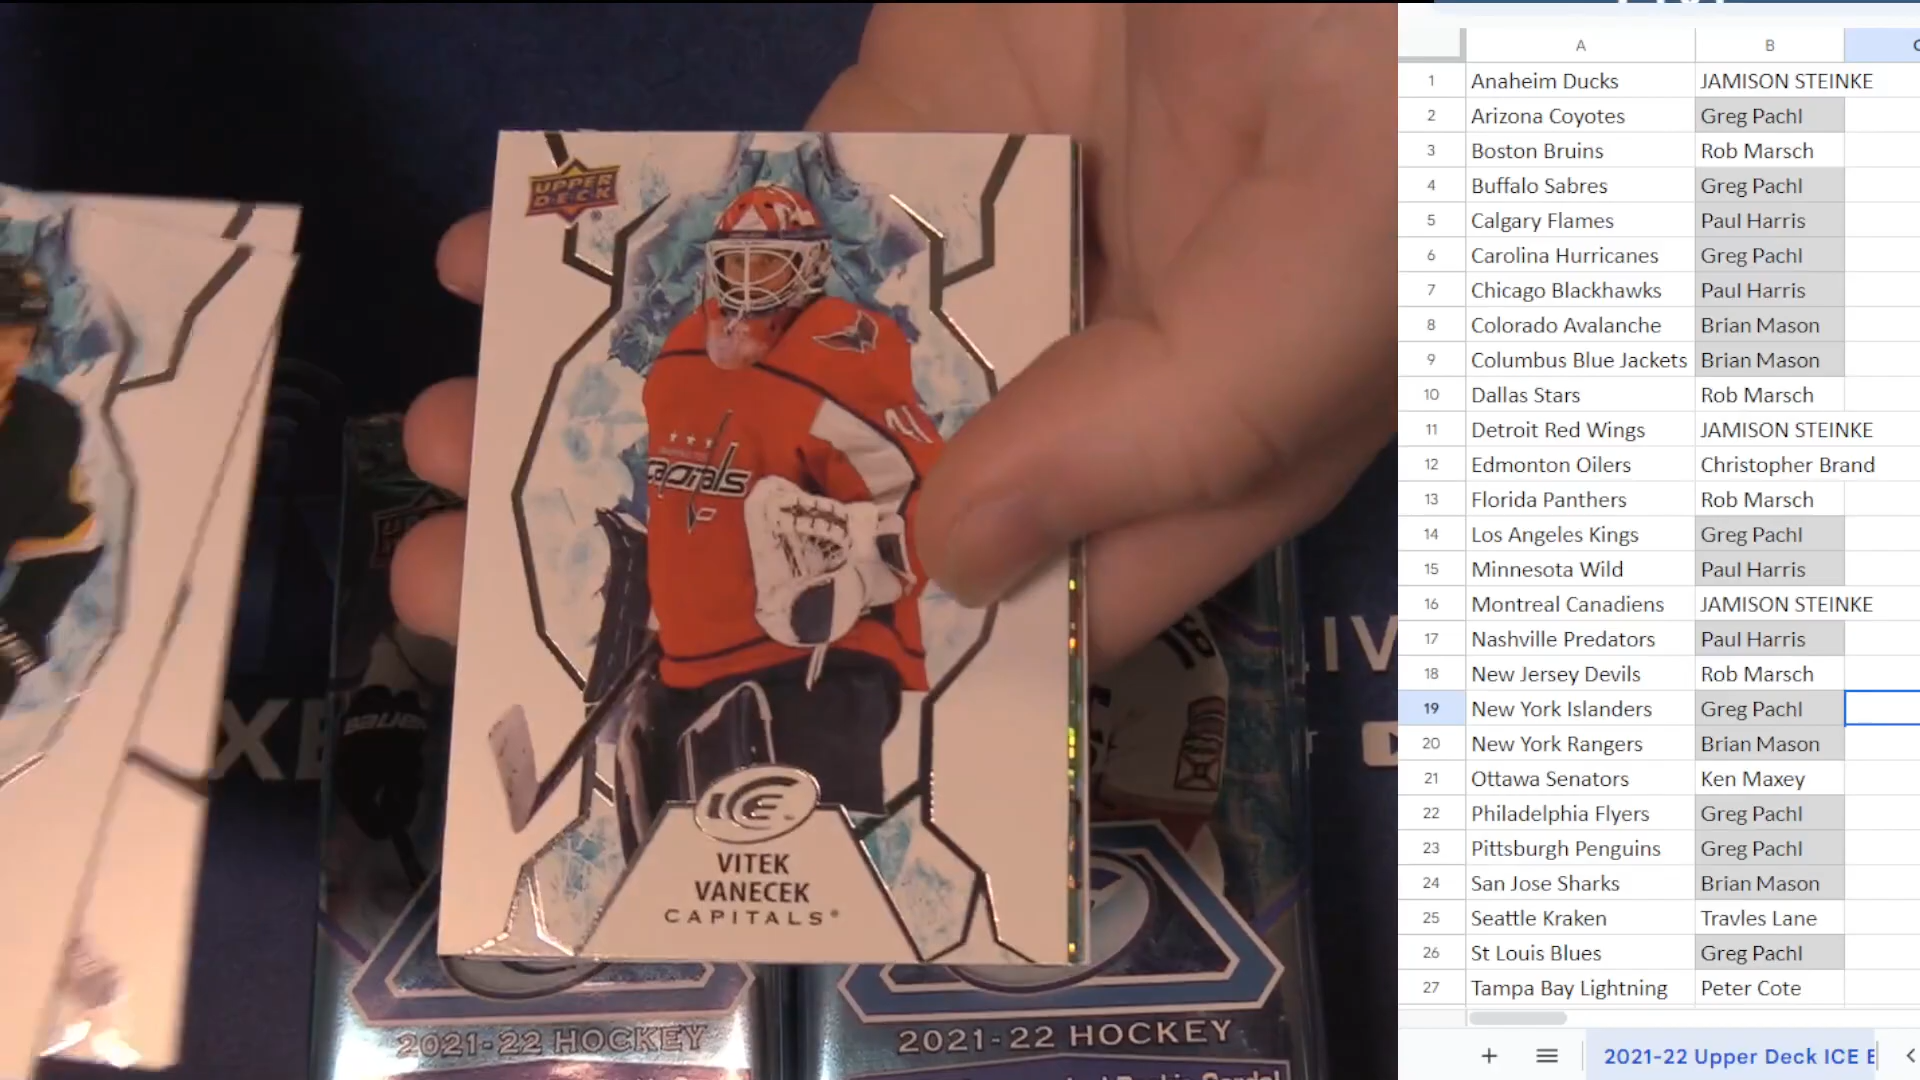 UPPER
DECK
capitals
ICE
VITEK
VANECEK
CAPITALS
2021-22 HOCKEY
2021-22 HOCKEY
XE
IV
BAUER
A B
1 Anaheim Ducks JAMISON STEINKE
2 Arizona Coyotes Greg Pachl
3 Boston Bruins Rob Marsch
4 Buffalo Sabres Greg Pachl
5 Calgary Flames Paul Harris
6 Carolina Hurricanes Greg Pachl
7 Chicago Blackhawks Paul Harris
8 Colorado Avalanche Brian Mason
9 Columbus Blue Jackets Brian Mason
10 Dallas Stars Rob Marsch
11 Detroit Red Wings JAMISON STEINKE
12 Edmonton Oilers Christopher Brand
13 Florida Panthers Rob Marsch
14 Los Angeles Kings Greg Pachl
15 Minnesota Wild Paul Harris
16 Montreal Canadiens JAMISON STEINKE
17 Nashville Predators Paul Harris
18 New Jersey Devils Rob Marsch
19 New York Islanders Greg Pachl
20 New York Rangers Brian Mason
21 Ottawa Senators Ken Maxey
22 Philadelphia Flyers Greg Pachl
23 Pittsburgh Penguins Greg Pachl
24 San Jose Sharks Brian Mason
25 Seattle Kraken Travles Lane
26 St Louis Blues Greg Pachl
27 Tampa Bay Lightning Peter Cote
2021-22 Upper Deck ICE